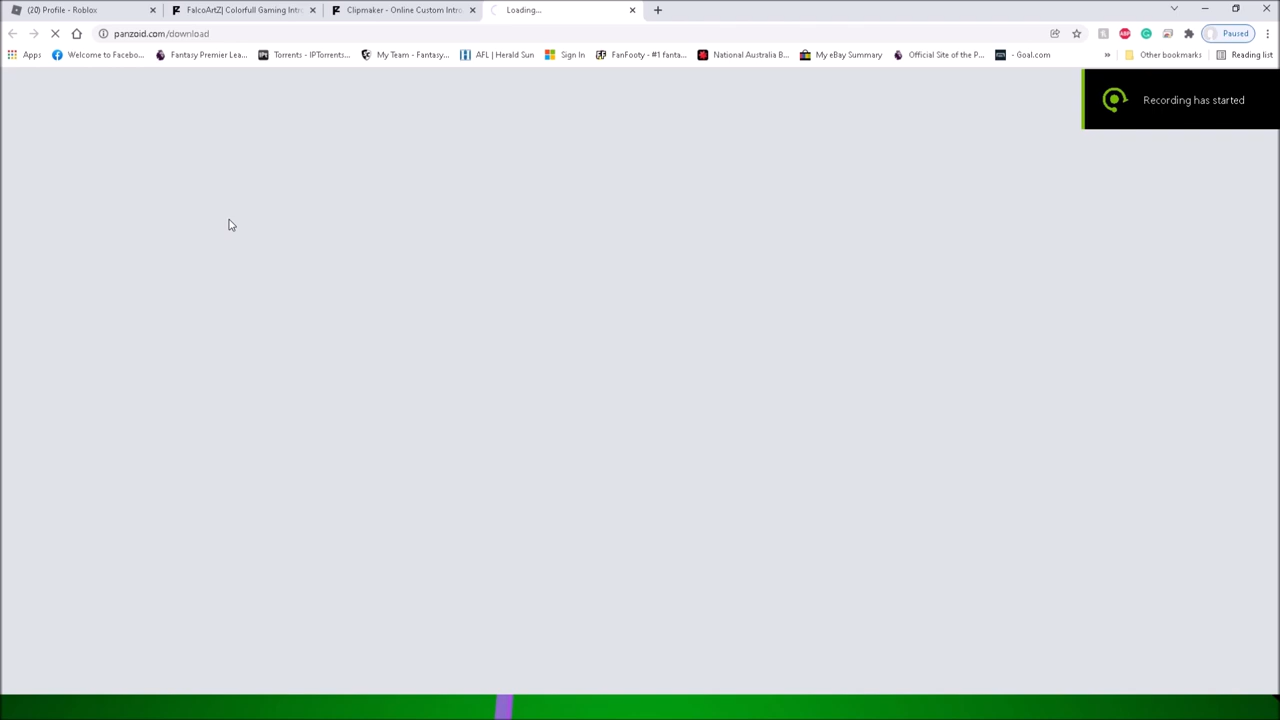 (20) Profile - Roblox
FalcoArtZ| Colorfull Gaming Intro
Clipmaker - Online Custom Intro
Loading...
panzoid.com/download
Paused
Apps
Welcome to Facebo...
Fantasy Premier Lea...
Torrents - IPTorrents...
My Team - Fantasy...
AFL | Herald Sun
Sign In
FanFooty - #1 fanta...
National Australia B...
My eBay Summary
Official Site of the P...
- Goal.com
»
Other bookmarks
Reading list
Recording has started